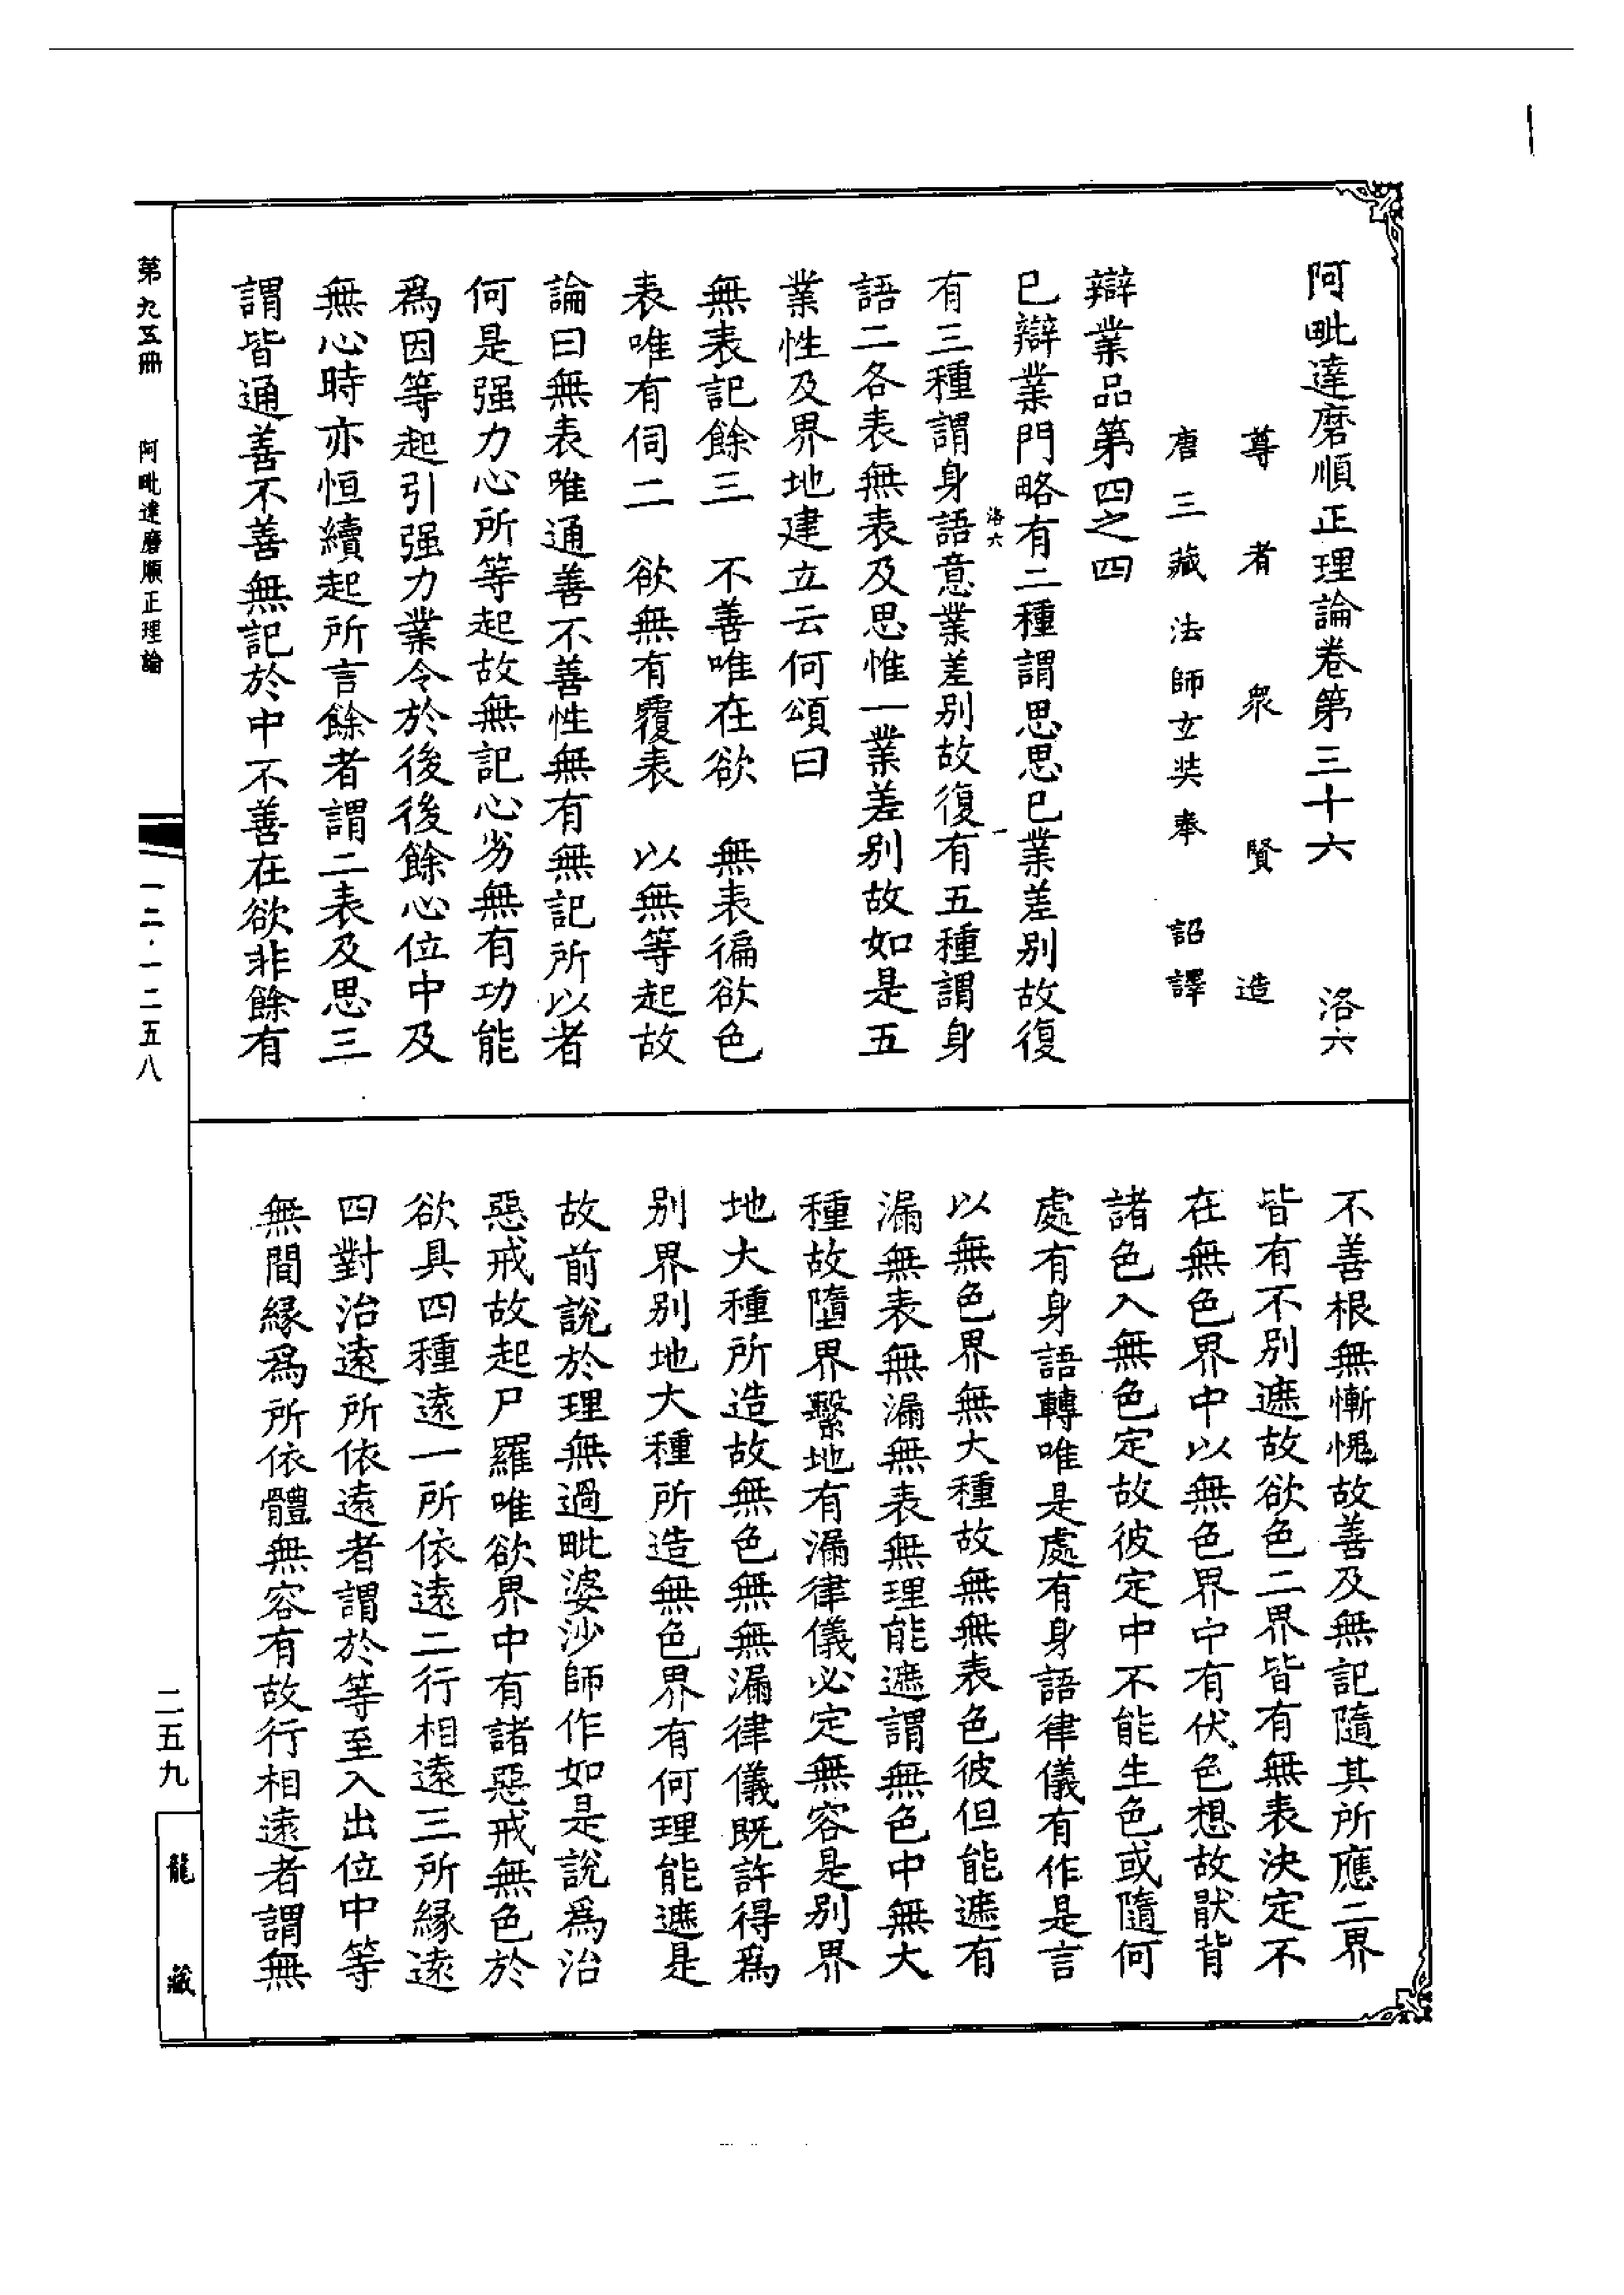 阿毗達磨順正理論卷第三十六　洛六
尊者眾賢造
唐三藏法師玄奘奉　詔譯
辯業品第四之四
已辯業門略有二種謂思思已業差別故復
洛六　一
有三種謂身語意業差別故復有五種謂身
語二各表無表及思惟一業差別故如是五
業性及界地建立云何頌曰
無表記餘三　不善唯在欲　無表徧欲色
表唯有伺二　欲無有覆表　以無等起故
論曰無表唯通善不善性無有無記所以者
何是强力心所等起故無記心劣無有功能
爲因等起引强力業令於後後餘心位中及
無心時亦恒續起所言餘者謂二表及思三
謂皆通善不善無記於中不善在欲非餘有
不善根無慚愧故善及無記隨其所應二界
皆有不別遮故欲色二界皆有無表決定不
在無色界中以無色界中有伏色想故厭背
諸色入無色定故彼定中不能生色或隨何
處有身語轉唯是處有身語律儀有作是言
以無色界無大種故無無表色彼但能遮有
漏無表無漏無表無理能遮謂無色中無大
種故墮界繫地有漏律儀必定無容是別界
地大種所造故無色無無漏律儀既許得爲
別界別地大種所造無色界有何理能遮是
故前說於理無過毗婆沙師作如是說爲治
惡戒故起尸羅唯欲界中有諸惡戒無色於
欲具四種遠一所依遠二行相遠三所緣遠
四對治遠所依遠者謂於等至入出位中等
無間緣爲所依體無容有故行相遠者謂無
第九五冊　阿毗達磨順正理論　一二·一二五八
二五九
龍藏